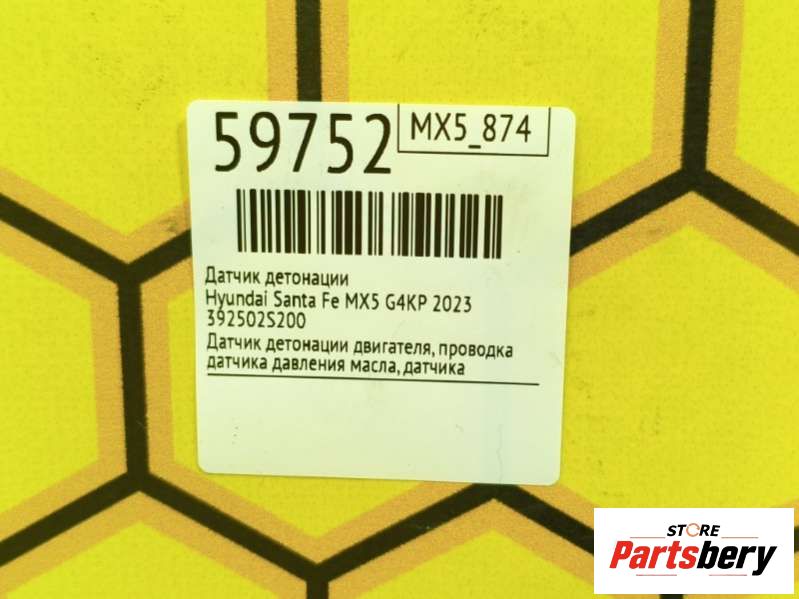 59752
MX5_874
Датчик детонации
Hyundai Santa Fe MX5 G4KP 2023
392502S200
Датчик детонации двигателя, проводка
датчика давления масла, датчика
STORE
Partsbery